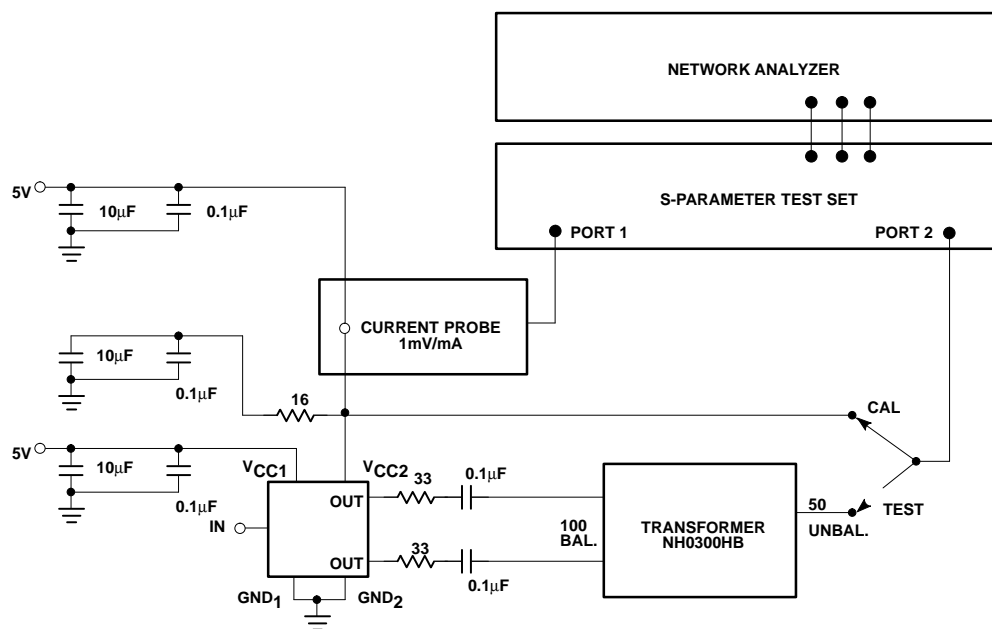 NETWORK ANALYZER
S-PARAMETER TEST SET
PORT 1
PORT 2
5V
10µF
0.1µF
CURRENT PROBE
1mV/mA
10µF
0.1µF
16
CAL
5V
10µF
0.1µF
VCC1
VCC2
33
0.1µF
OUT
IN
OUT
33
0.1µF
GND1
GND2
100
BAL.
TRANSFORMER
NH0300HB
50
UNBAL.
TEST